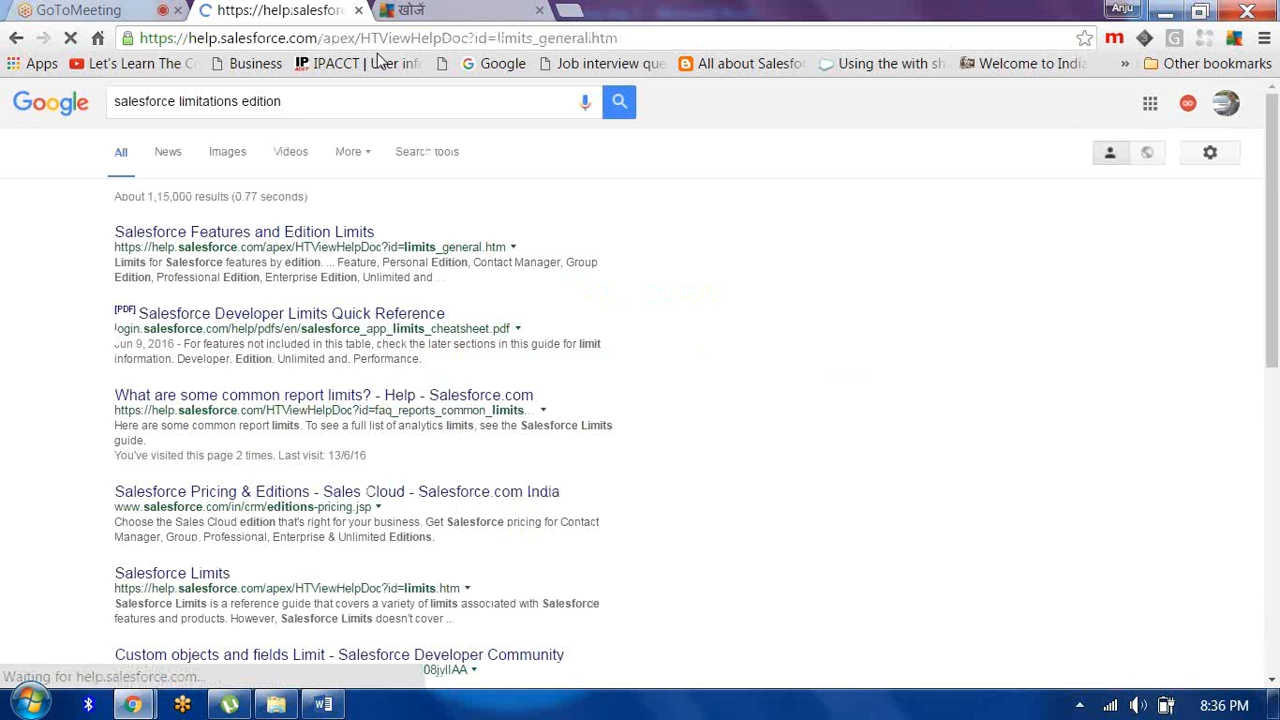 GoToMeeting
https://help.salesforc
खोजें
Anju
https://help.salesforce.com/apex/HTViewHelpDoc?id=limits_general.htm
Apps
Let's Learn The C
Business
IPACCT | User inf
Google
Job interview que
All about Salesfo
Using the with sh
Welcome to India
»
Other bookmarks
Google
salesforce limitations edition
All
News
Images
Videos
More
Search tools
About 1,15,000 results (0.77 seconds)
Salesforce Features and Edition Limits
https://help.salesforce.com/apex/HTViewHelpDoc?id=limits_general.htm
Limits for Salesforce features by edition. ... Feature, Personal Edition, Contact Manager, Group
Edition, Professional Edition, Enterprise Edition, Unlimited and ...
[PDF] Salesforce Developer Limits Quick Reference
login.salesforce.com/help/pdfs/en/salesforce_app_limits_cheatsheet.pdf
Jun 9, 2016 - For features not included in this table, check the later sections in this guide for limit
information. Developer. Edition. Unlimited and. Performance.
What are some common report limits? - Help - Salesforce.com
https://help.salesforce.com/HTViewHelpDoc?id=faq_reports_common_limits...
Here are some common report limits. To see a full list of analytics limits, see the Salesforce Limits
guide.
You've visited this page 2 times. Last visit: 13/6/16
Salesforce Pricing & Editions - Sales Cloud - Salesforce.com India
www.salesforce.com/in/crm/editions-pricing.jsp
Choose the Sales Cloud edition that's right for your business. Get Salesforce pricing for Contact
Manager, Group, Professional, Enterprise & Unlimited Editions.
Salesforce Limits
https://help.salesforce.com/apex/HTViewHelpDoc?id=limits.htm
Salesforce Limits is a reference guide that covers a variety of limits associated with Salesforce
features and products. However, Salesforce Limits doesn't cover ...
Custom objects and fields Limit - Salesforce Developer Community
08jyIIAA
Waiting for help.salesforce.com...
8:36 PM